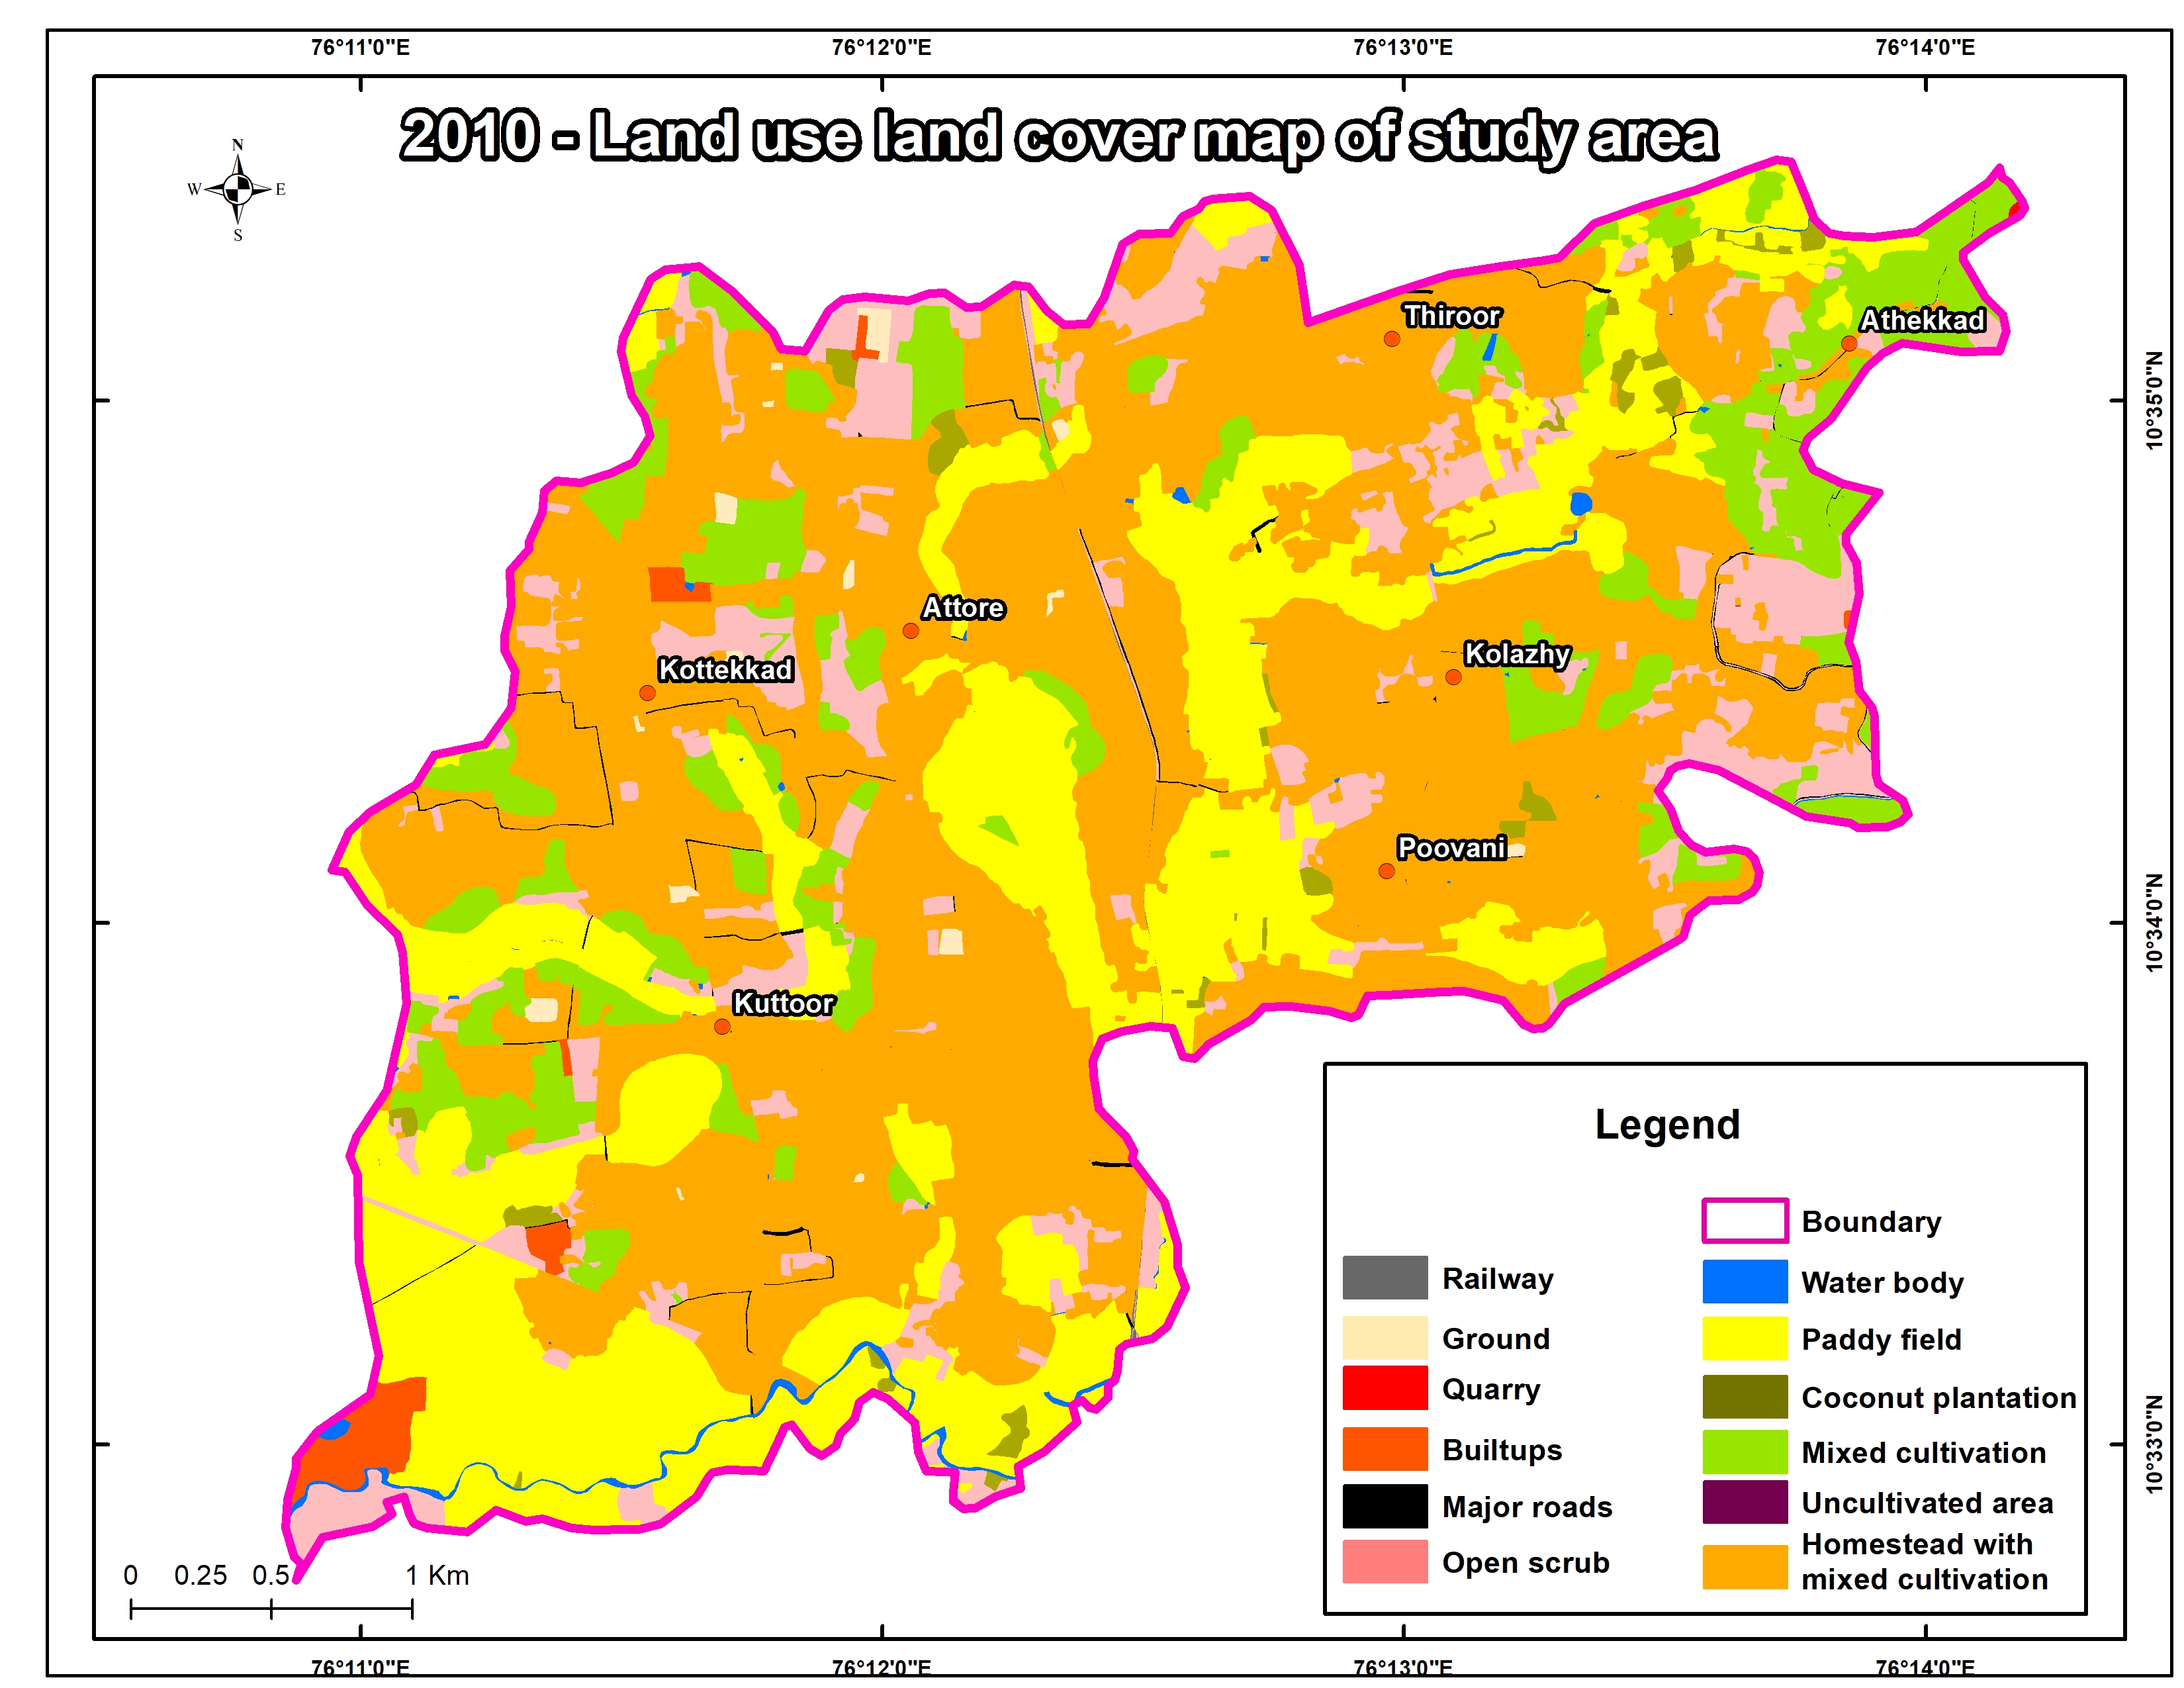 76°11'0"E 76°12'0"E 76°13'0"E 76°14'0"E
2010 - Land use land cover map of study area
N
W E
S
Thiroor
Athekkad
10°35'0"N
Attore
Kottekkad
Kolazhy
Poovani
10°34'0"N
Kuttoor
Legend
Boundary
Railway
Water body
Ground
Paddy field
Quarry
Coconut plantation
Builtups
Mixed cultivation
Major roads
Uncultivated area
Open scrub
Homestead with
mixed cultivation
10°33'0"N
0 0.25 0.5 1 Km
76°11'0"E 76°12'0"E 76°13'0"E 76°14'0"E